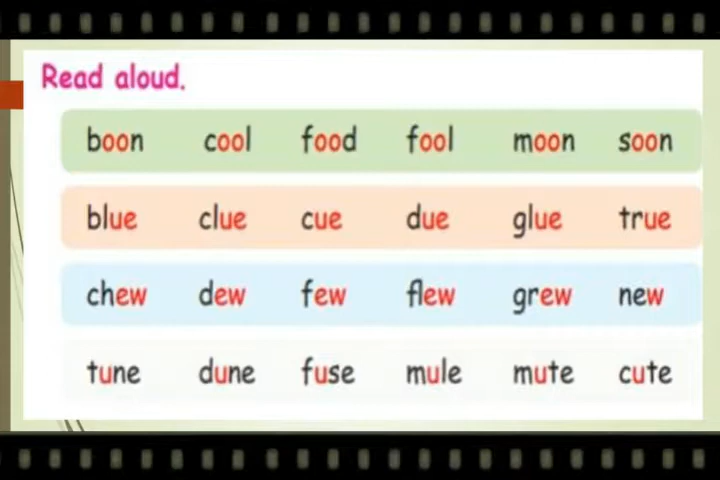 Read aloud.
boon cool food fool moon soon
blue clue cue due glue true
chew dew few flew grew new
tune dune fuse mule mute cute